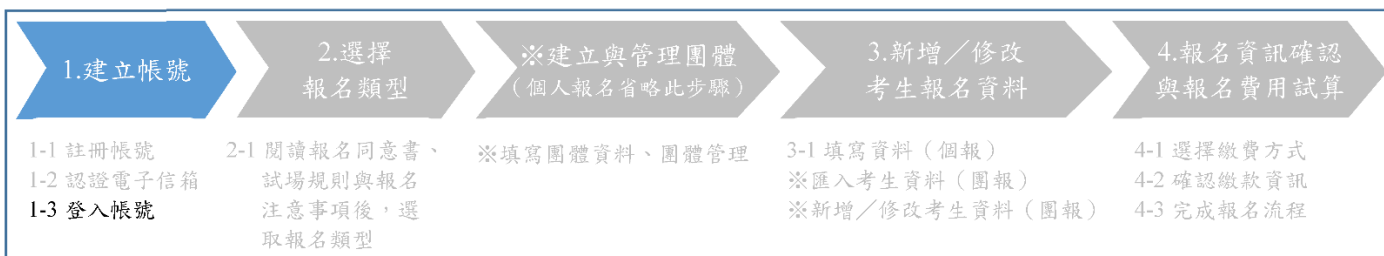 1.建立帳號
2.選擇
報名類型
※建立與管理團體
（個人報名省略此步驟）
3.新增／修改
考生報名資料
4.報名資訊確認
與報名費用試算
1-1 註冊帳號
1-2 認證電子信箱
1-3 登入帳號
2-1 閱讀報名同意書、
試場規則與報名
注意事項後，選
取報名類型
※填寫團體資料、團體管理
3-1 填寫資料（個報）
※匯入考生資料（團報）
※新增／修改考生資料（團報）
4-1 選擇繳費方式
4-2 確認繳款資訊
4-3 完成報名流程